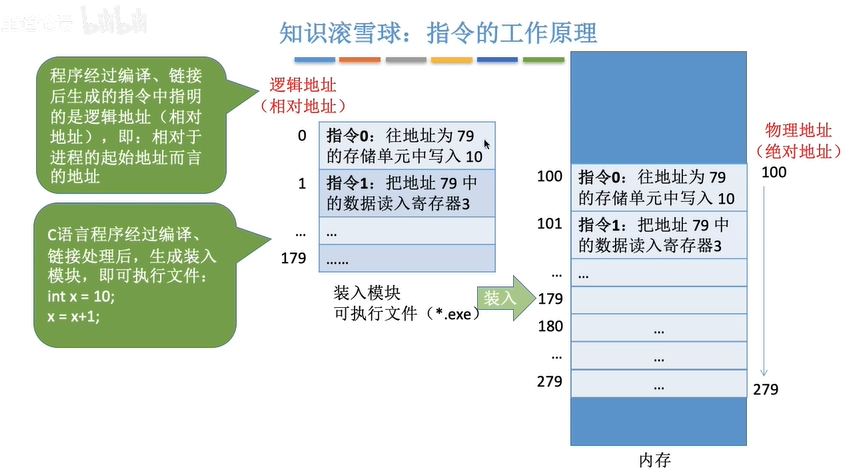 bilibili
知识滚雪球：指令的工作原理
程序经过编译、链接
后生成的指令中指明
的是逻辑地址（相对
地址），即：相对于
进程的起始地址而言
的地址
C语言程序经过编译、
链接处理后，生成装入
模块，即可执行文件：
int x = 10;
x = x+1;
逻辑地址
（相对地址）
0
指令0：往地址为 79
的存储单元中写入 10
1
指令1：把地址 79 中
的数据读入寄存器3
...
...
179
......
装入模块
可执行文件（*.exe）
装入
100
指令0：往地址为 79
的存储单元中写入 10
101
指令1：把地址 79 中
的数据读入寄存器3
...
...
179
180
...
...
...
279
...
内存
物理地址
（绝对地址）
100
279